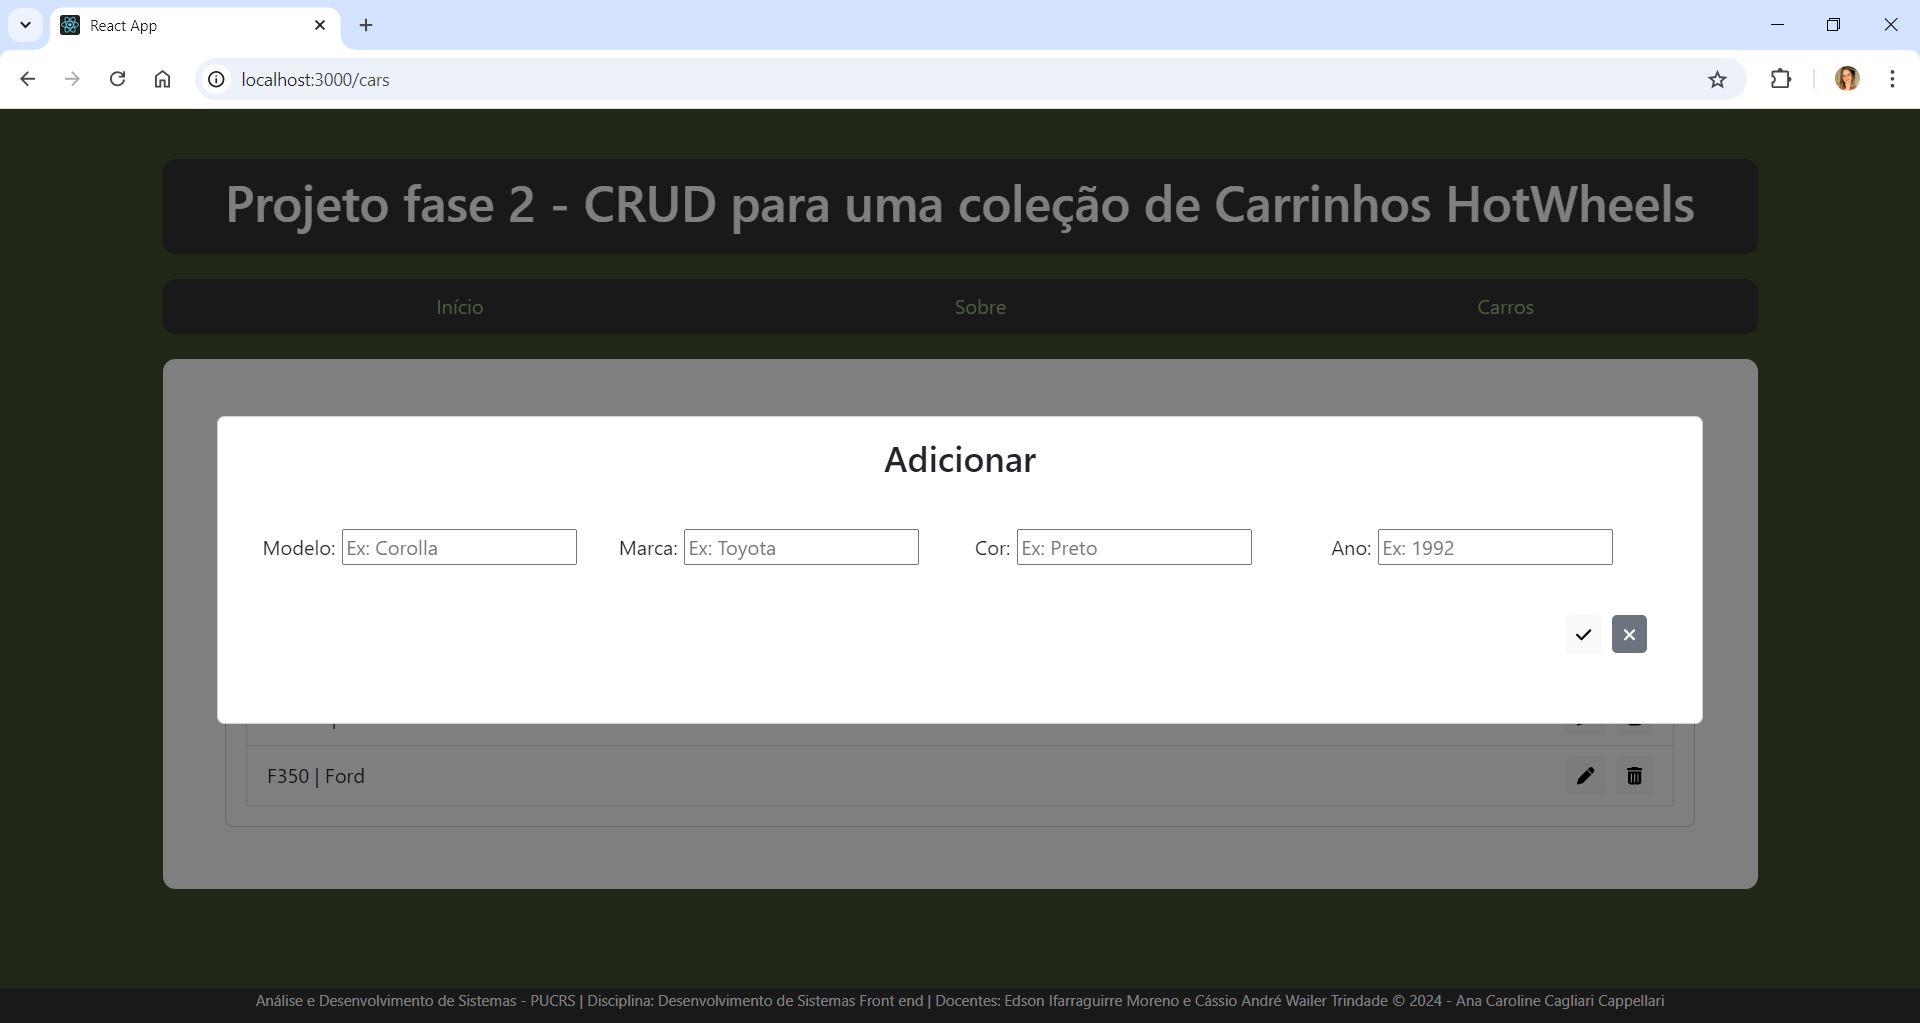 React App
localhost:3000/cars
Projeto fase 2 - CRUD para uma coleção de Carrinhos HotWheels
Início Sobre Carros
Adicionar
Modelo: Ex: Corolla Marca: Ex: Toyota Cor: Ex: Preto Ano: Ex: 1992
F350 | Ford
Análise e Desenvolvimento de Sistemas - PUCRS | Disciplina: Desenvolvimento de Sistemas Front end | Docentes: Edson Ifarraguirre Moreno e Cássio André Wailer Trindade © 2024 - Ana Caroline Cagliari Cappellari